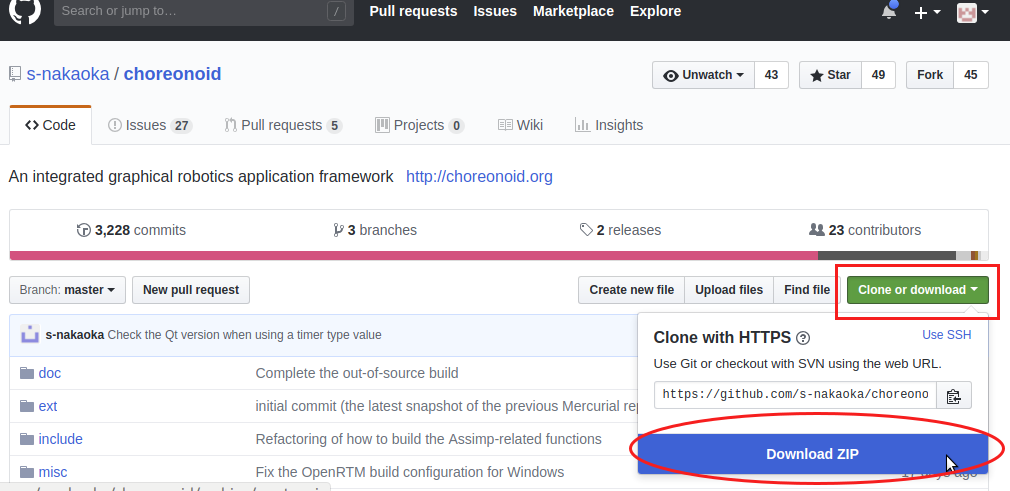 Search or jump to… /
Pull requests Issues Marketplace Explore
s-nakaoka / choreonoid
Unwatch 43 Star 49 Fork 45
Code Issues 27 Pull requests 5 Projects 0 Wiki Insights
An integrated graphical robotics application framework http://choreonoid.org
3,228 commits 3 branches 2 releases 23 contributors
Branch: master New pull request Create new file Upload files Find file Clone or download
s-nakaoka Check the Qt version when using a timer type value
Clone with HTTPS ? Use SSH
Use Git or checkout with SVN using the web URL.
https://github.com/s-nakaoka/choreono
Download ZIP
doc Complete the out-of-source build
ext initial commit (the latest snapshot of the previous Mercurial rep
include Refactoring of how to build the Assimp-related functions
misc Fix the OpenRTM build configuration for Windows